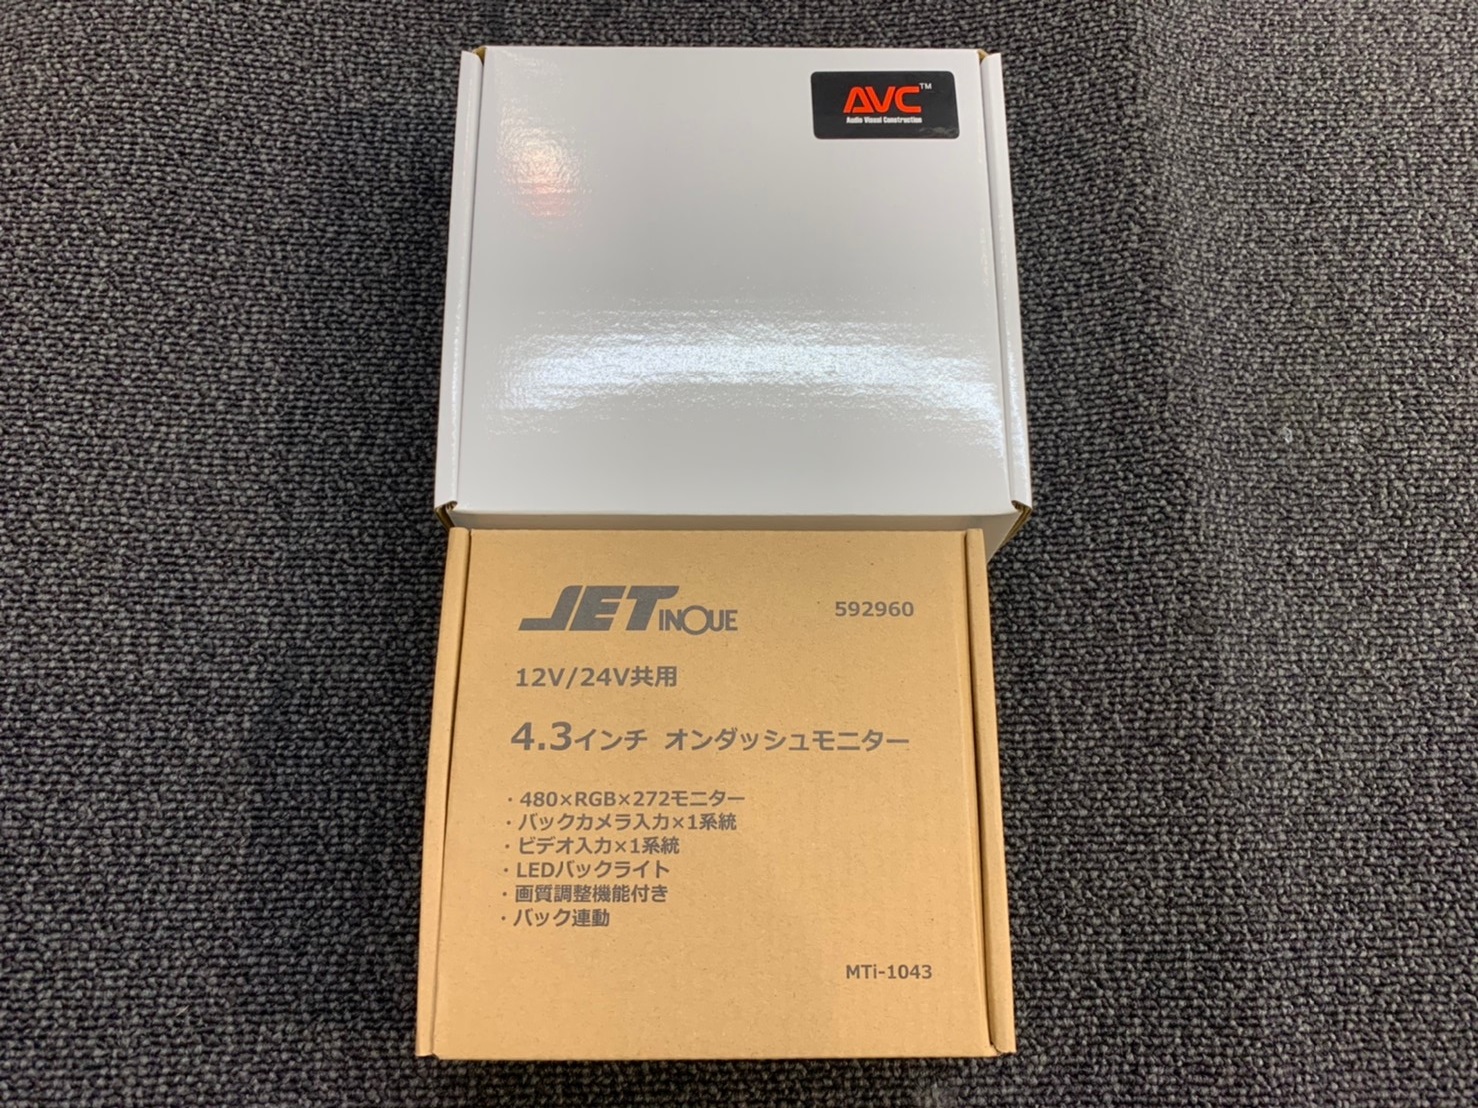 AVC™
Audio Visual Construction
JET INOUE
592960
12V/24V共用
4.3インチ オンダッシュモニター
・480×RGB×272モニター
・バックカメラ入力×1系統
・ビデオ入力×1系統
・LEDバックライト
・画質調整機能付き
・バック連動
MTi-1043